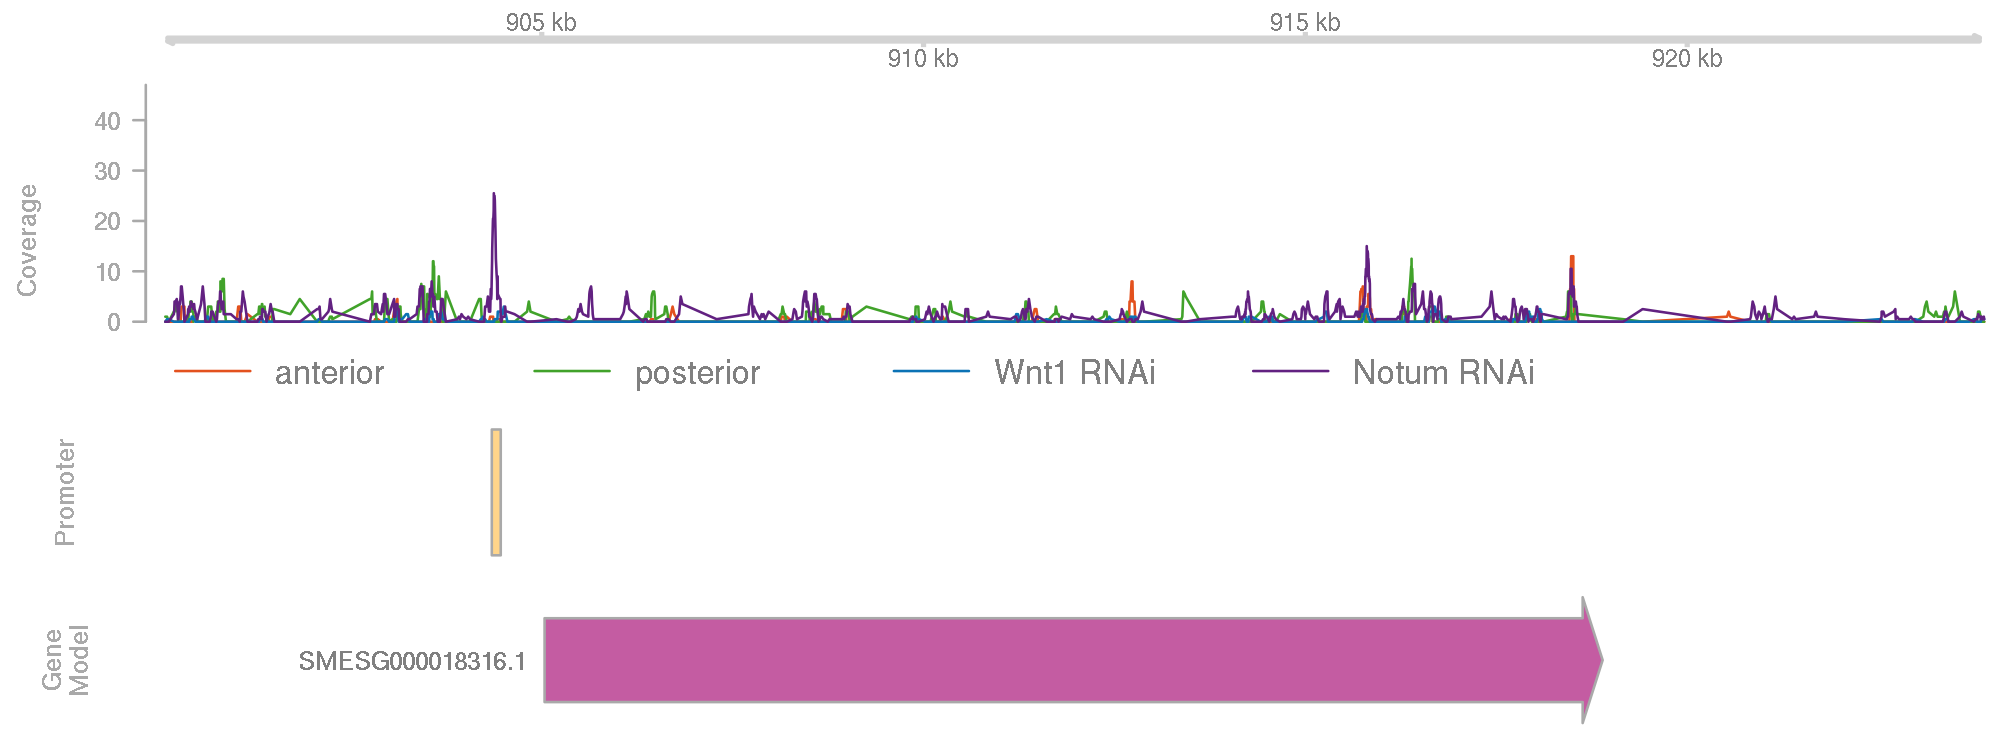 905 kb
915 kb
910 kb
920 kb
Coverage
40
30
20
10
0
anterior
posterior
Wnt1 RNAi
Notum RNAi
Promoter
Gene
Model
SMESG000018316.1